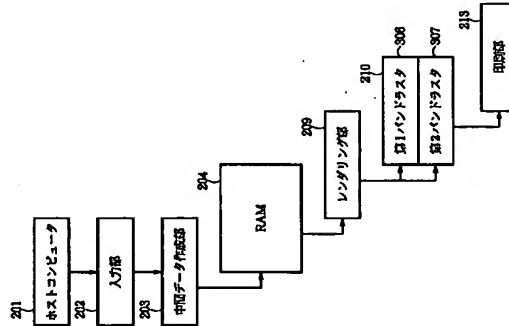 201
ホストコンピュータ
202
入力部
203
中間データ作成部
204
RAM
209
レンダリング部
210
第1バンドラスタ
306
第2バンドラスタ
307
213
印刷部